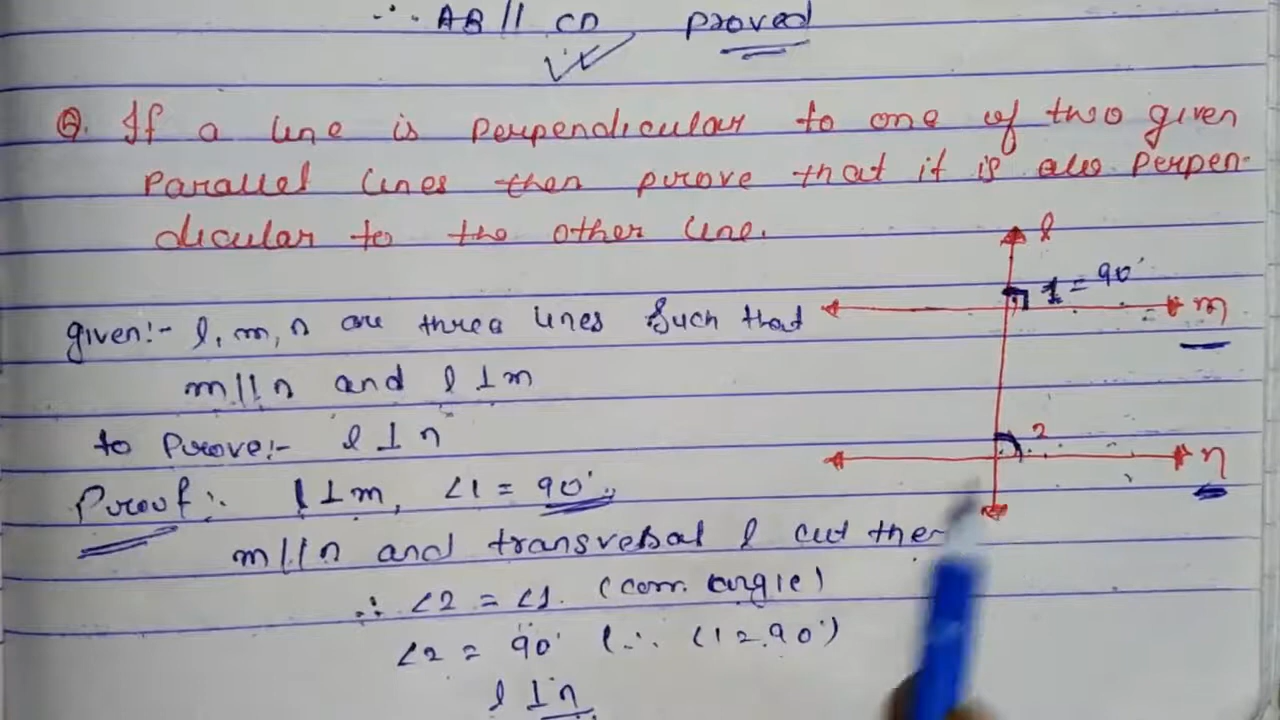 ∴ AB // CD proved
Q. If a line is perpendicular to one of two given
parallel lines then prove that it is also perpen-
dicular to the other line.
l
1 = 90°
m
given:- l, m, n are three lines such that
m // n and l ⊥ m
to prove:- l ⊥ n
2
n
Proof:- l ⊥ m, ∠1 = 90°
m // n and transversal l cut them
∴ ∠2 = ∠1. (corr. angle)
∠2 = 90° (∴ ∠1 = 90°)
l ⊥ n